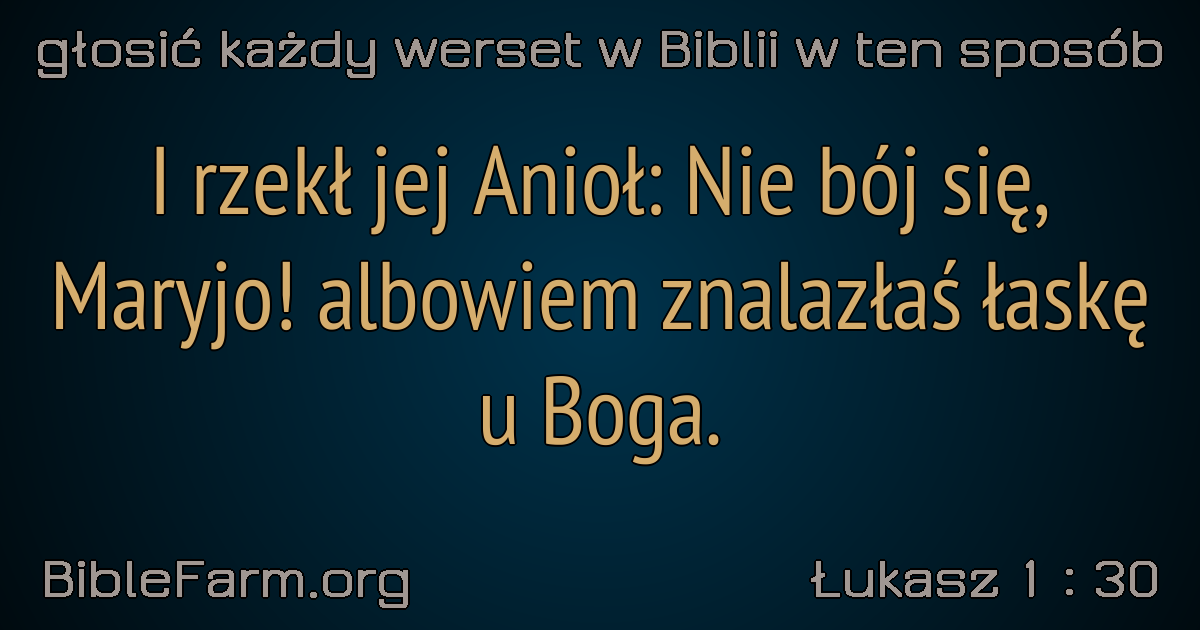 głosić każdy werset w Biblii w ten sposób
I rzekł jej Anioł: Nie bój się,
Maryjo! albowiem znalazłaś łaskę
u Boga.
BibleFarm.org
Łukasz 1 : 30